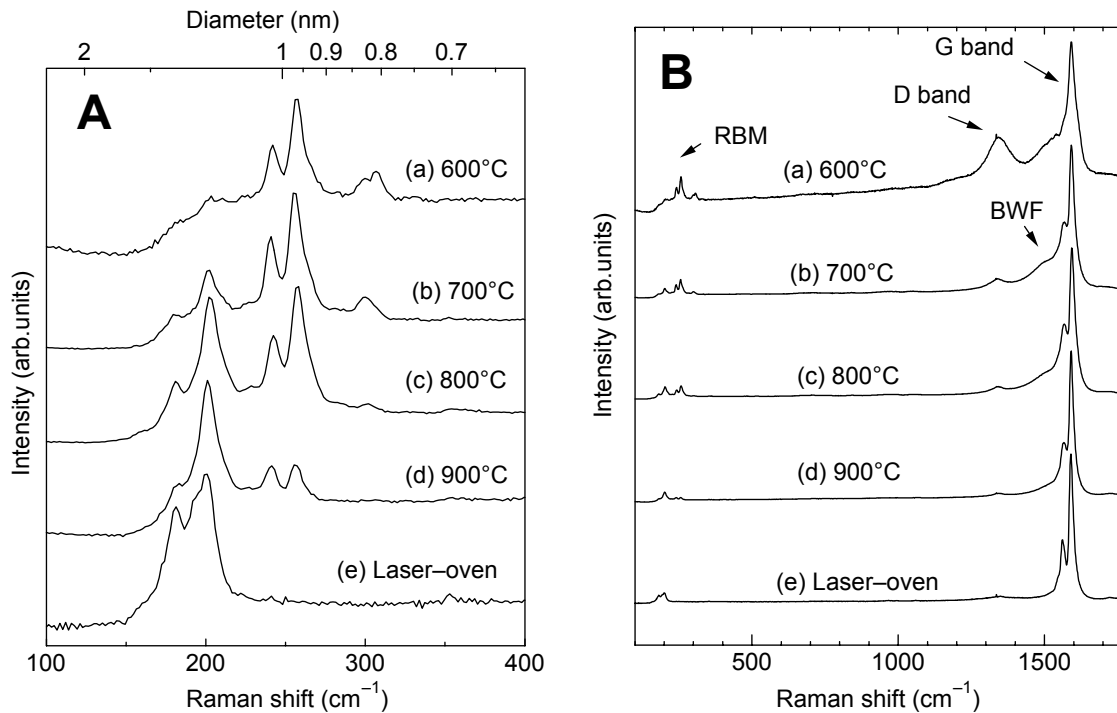 Diameter (nm)
2 1 0.9 0.8 0.7
A
(a) 600°C
(b) 700°C
(c) 800°C
(d) 900°C
(e) Laser–oven
Intensity (arb.units)
100 200 300 400
Raman shift (cm⁻¹)
B
G band
D band
RBM
(a) 600°C
BWF
(b) 700°C
(c) 800°C
(d) 900°C
(e) Laser–oven
Intensity (arb.units)
500 1000 1500
Raman shift (cm⁻¹)